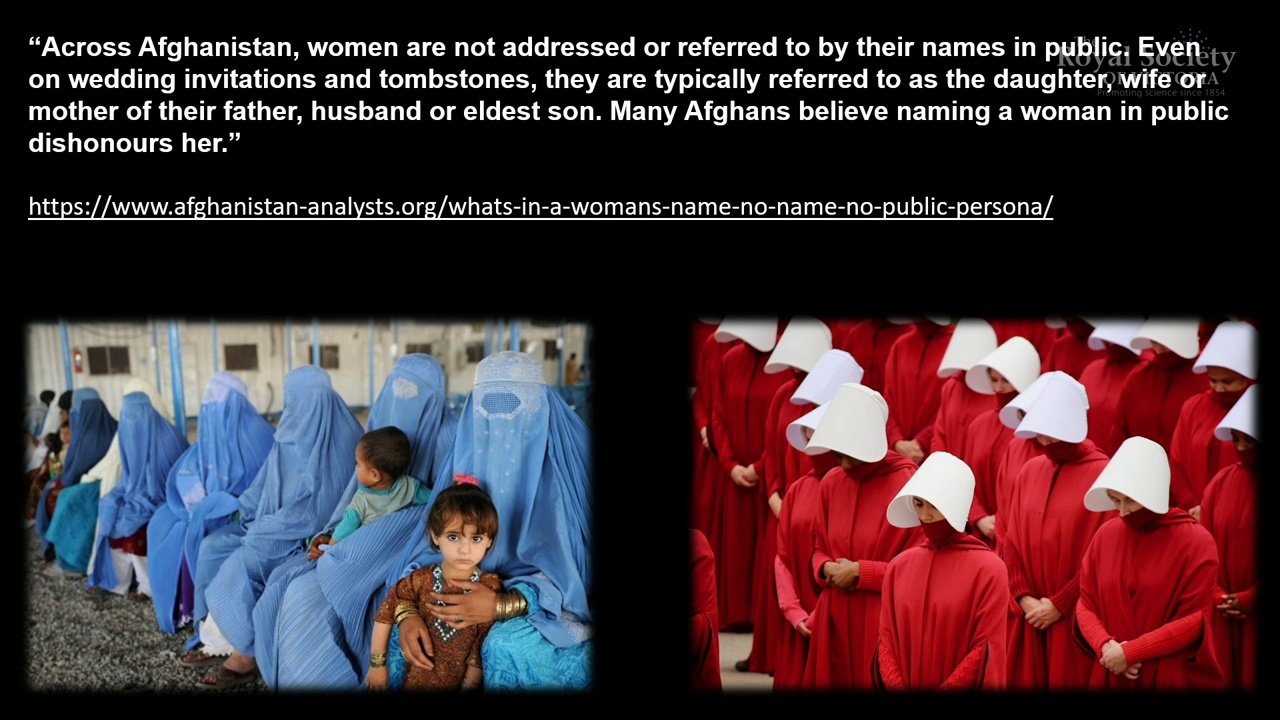 “Across Afghanistan, women are not addressed or referred to by their names in public. Even
on wedding invitations and tombstones, they are typically referred to as the daughter, wife or
mother of their father, husband or eldest son. Many Afghans believe naming a woman in public
dishonours her.”
https://www.afghanistan-analysts.org/whats-in-a-womans-name-no-name-no-public-persona/
The
Royal Society
OF VICTORIA
Promoting science since 1854